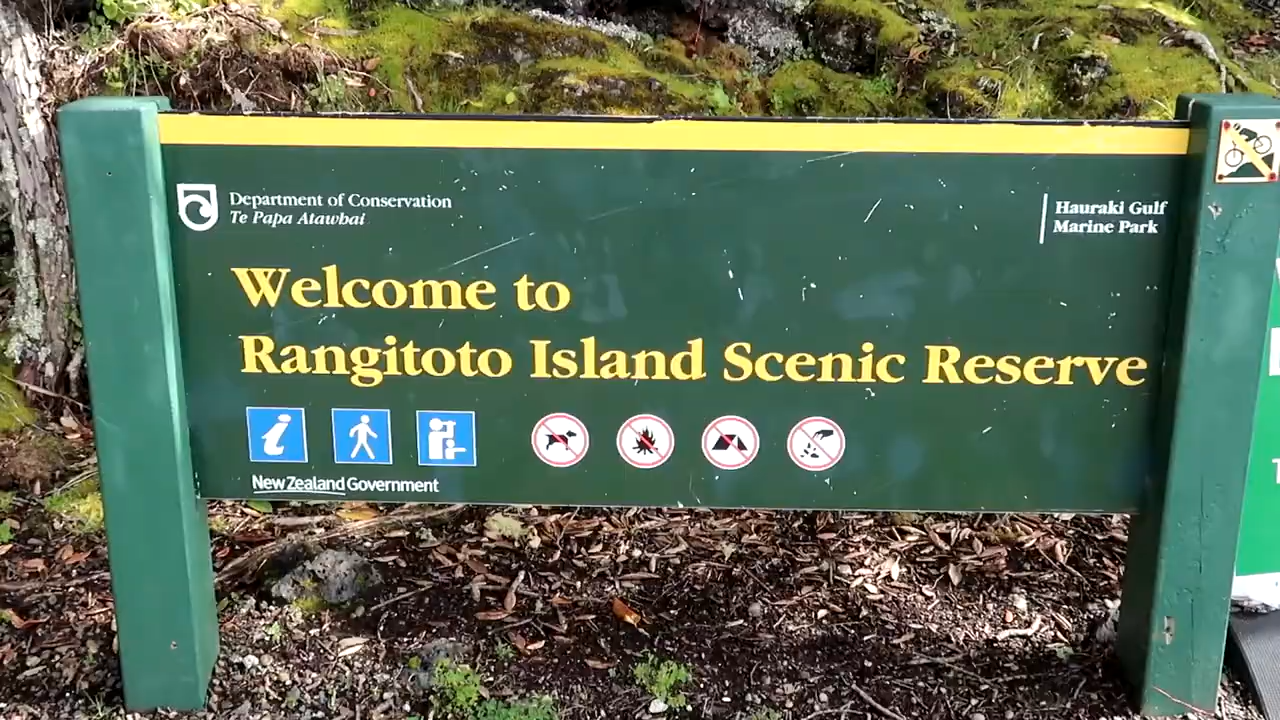 Department of Conservation
Te Papa Atawbai
Hauraki Gulf
Marine Park
Welcome to
Rangitoto Island Scenic Reserve
New Zealand Government